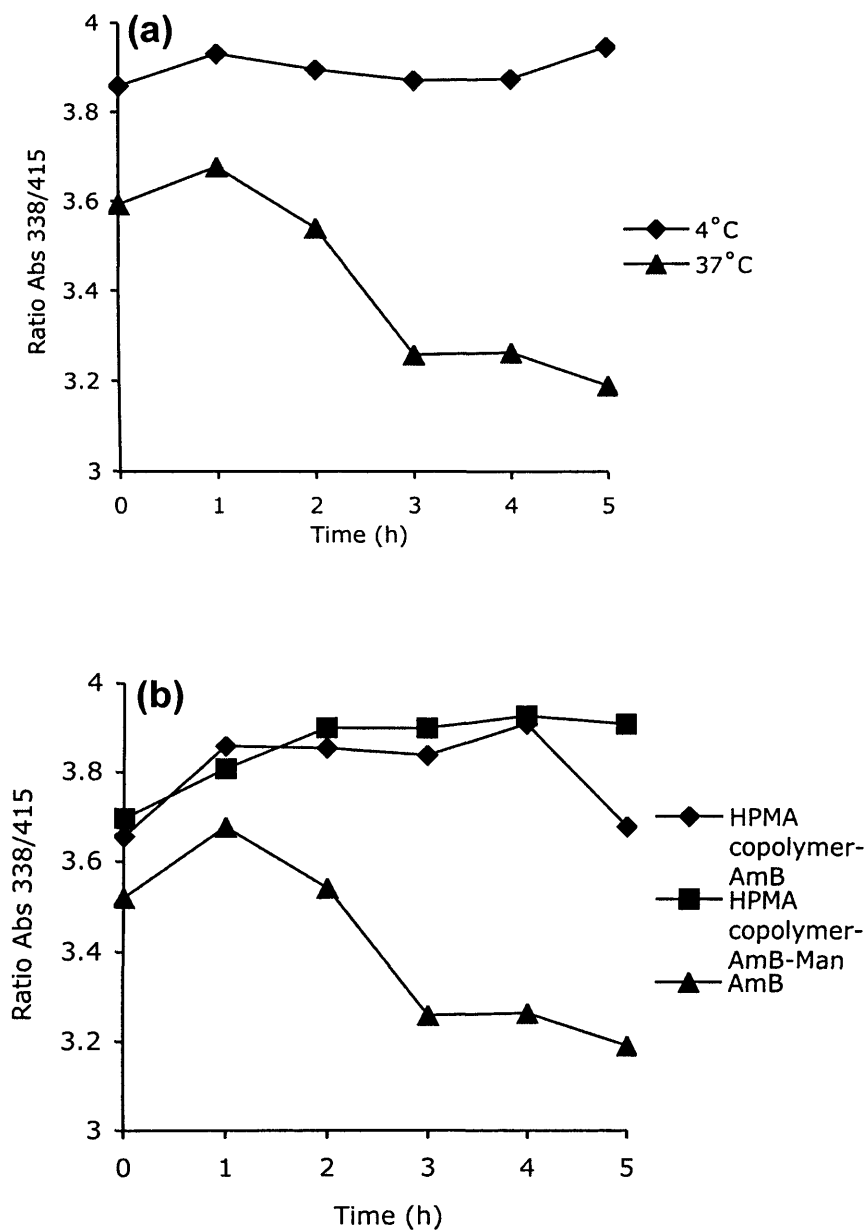 (a)
4
3.8
3.6
3.4
3.2
3
Ratio Abs 338/415
0 1 2 3 4 5
Time (h)
4°C
37°C
(b)
4
3.8
3.6
3.4
3.2
3
Ratio Abs 338/415
0 1 2 3 4 5
Time (h)
HPMA
copolymer-
AmB
HPMA
copolymer-
AmB-Man
AmB